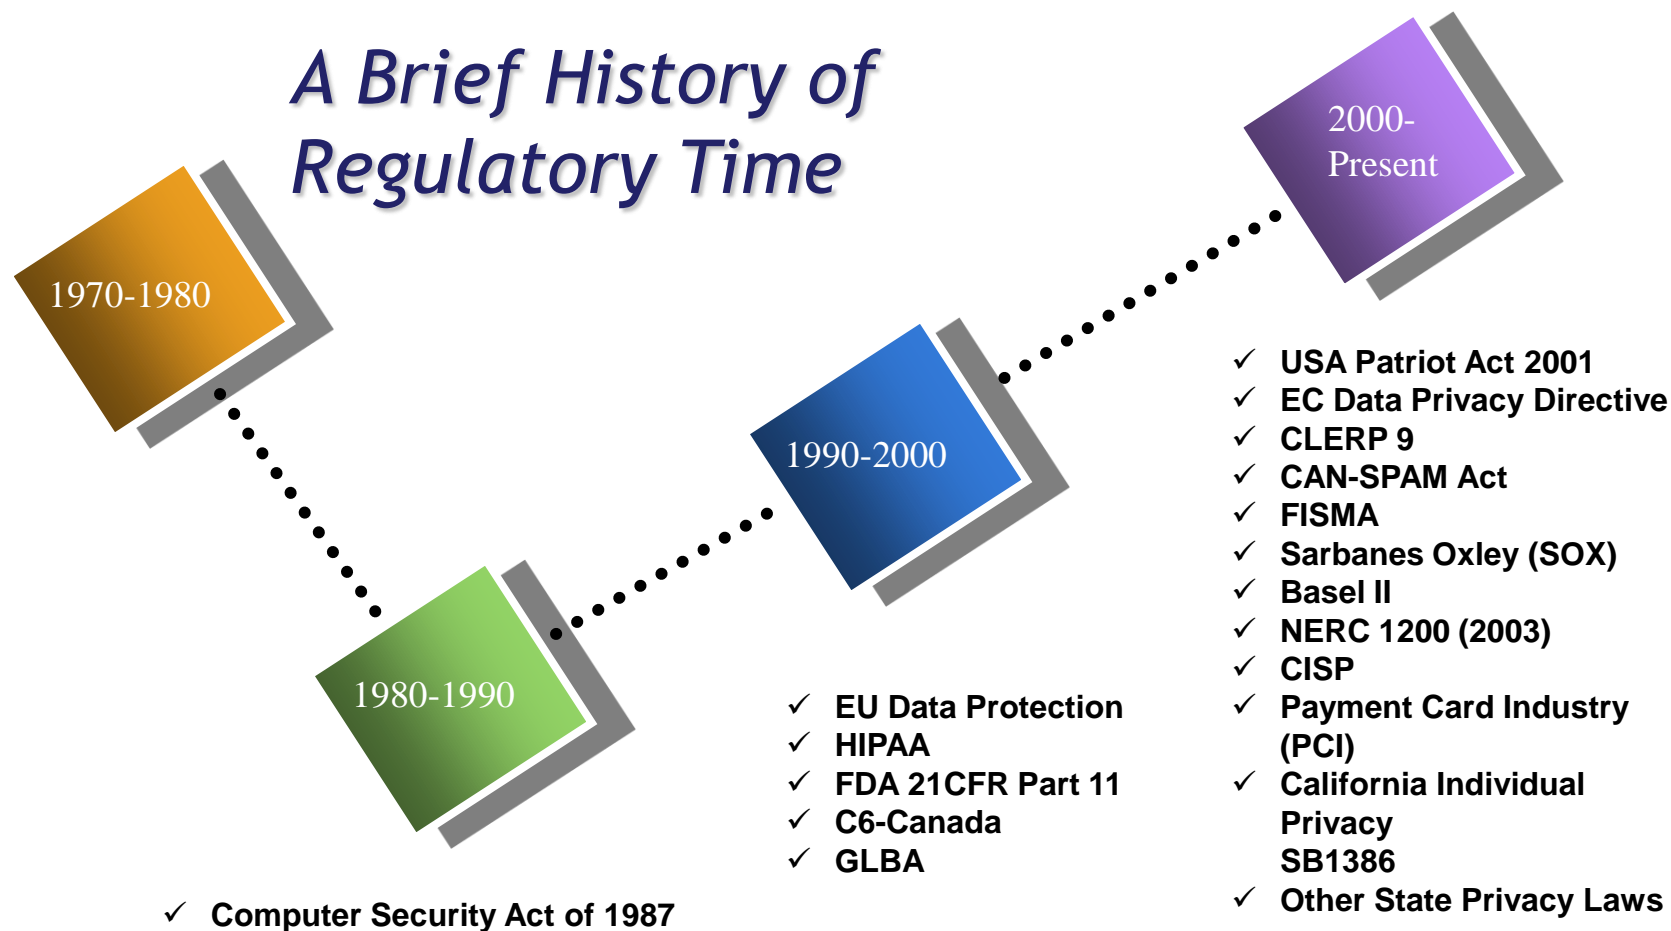 A Brief History of
Regulatory Time
1970-1980
1980-1990
✓ Computer Security Act of 1987
1990-2000
✓ EU Data Protection
✓ HIPAA
✓ FDA 21CFR Part 11
✓ C6-Canada
✓ GLBA
2000-
Present
✓ USA Patriot Act 2001
✓ EC Data Privacy Directive
✓ CLERP 9
✓ CAN-SPAM Act
✓ FISMA
✓ Sarbanes Oxley (SOX)
✓ Basel II
✓ NERC 1200 (2003)
✓ CISP
✓ Payment Card Industry
(PCI)
✓ California Individual
Privacy
SB1386
✓ Other State Privacy Laws